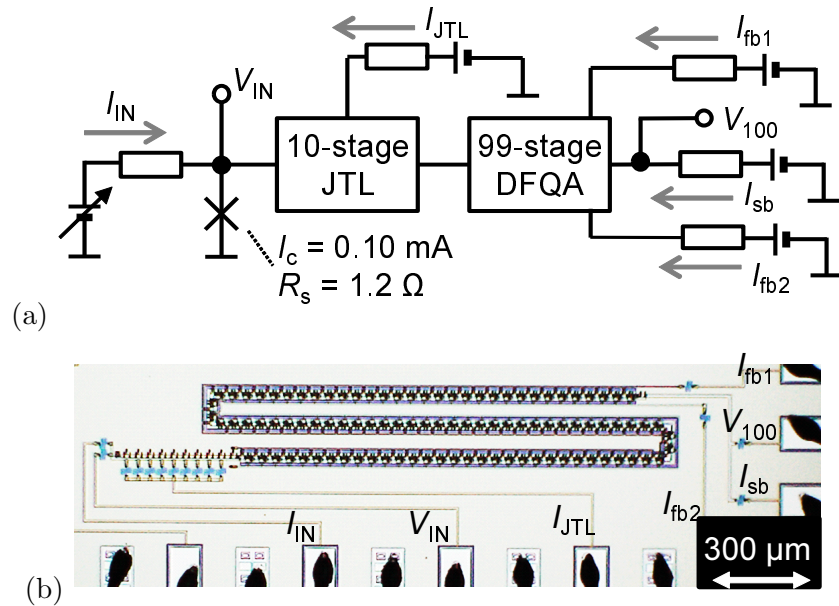 I_JTL
I_fb1
V_IN
I_IN
10-stage
JTL
99-stage
DFQA
V_100
I_sb
I_c = 0.10 mA
R_s = 1.2 Ω
I_fb2
(a)
I_fb1
V_100
I_sb
I_IN
V_IN
I_JTL
I_fb2
300 µm
(b)